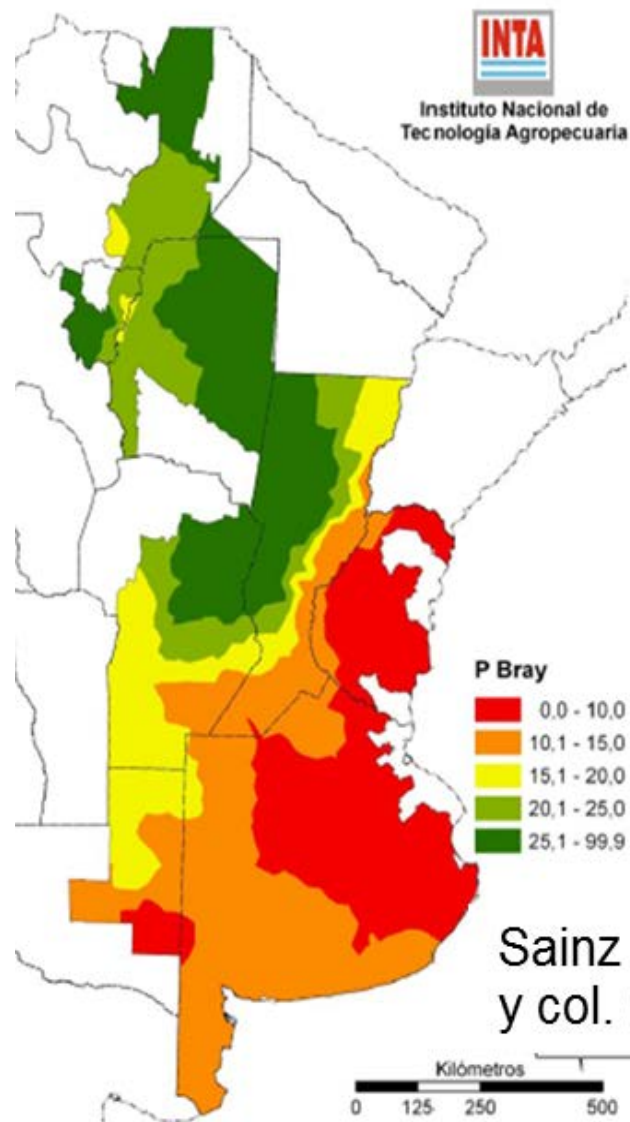 INTA
Instituto Nacional de
Tecnología Agropecuaria
P Bray
0,0 - 10,0
10,1 - 15,0
15,1 - 20,0
20,1 - 25,0
25,1 - 99,9
Sainz
y col.
Kilómetros
0 125 250 500